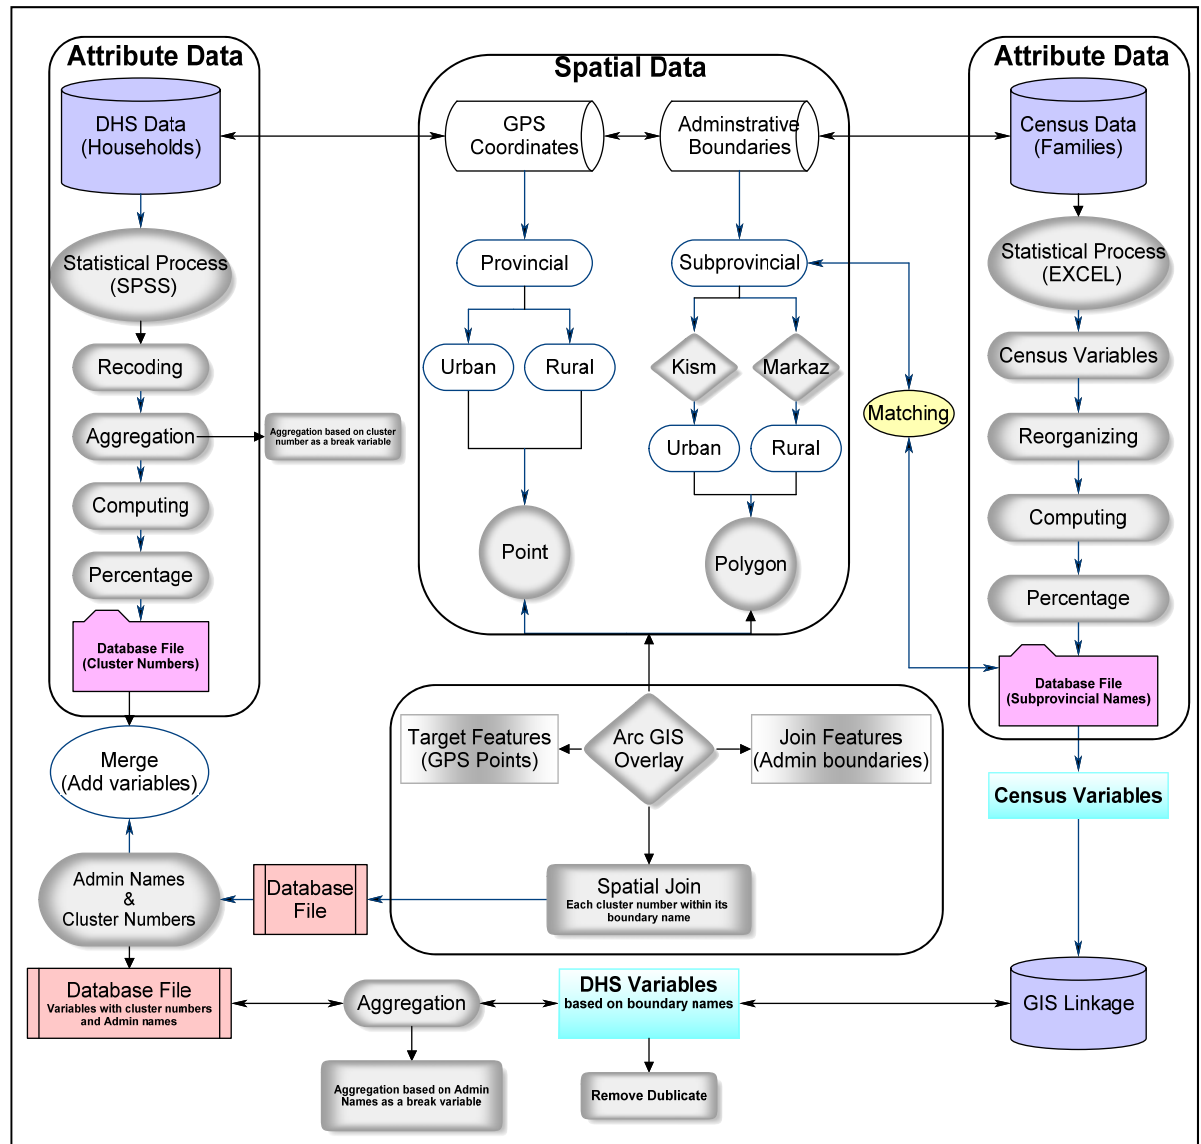 Attribute Data
DHS Data
(Households)
Statistical Process
(SPSS)
Recoding
Aggregation
Aggregation based on cluster
number as a break variable
Computing
Percentage
Database File
(Cluster Numbers)
Merge
(Add variables)
Admin Names
&
Cluster Numbers
Database File
Variables with cluster numbers
and Admin names
Spatial Data
GPS
Coordinates
Adminstrative
Boundaries
Provincial
Subprovincial
Urban
Rural
Kism
Markaz
Urban
Rural
Point
Polygon
Matching
Target Features
(GPS Points)
Arc GIS
Overlay
Join Features
(Admin boundaries)
Spatial Join
Each cluster number within its
boundary name
Database
File
Aggregation
Aggregation based on Admin
Names as a break variable
DHS Variables
based on boundary names
Remove Dublicate
Attribute Data
Census Data
(Families)
Statistical Process
(EXCEL)
Census Variables
Reorganizing
Computing
Percentage
Database File
(Subprovincial Names)
Census Variables
GIS Linkage